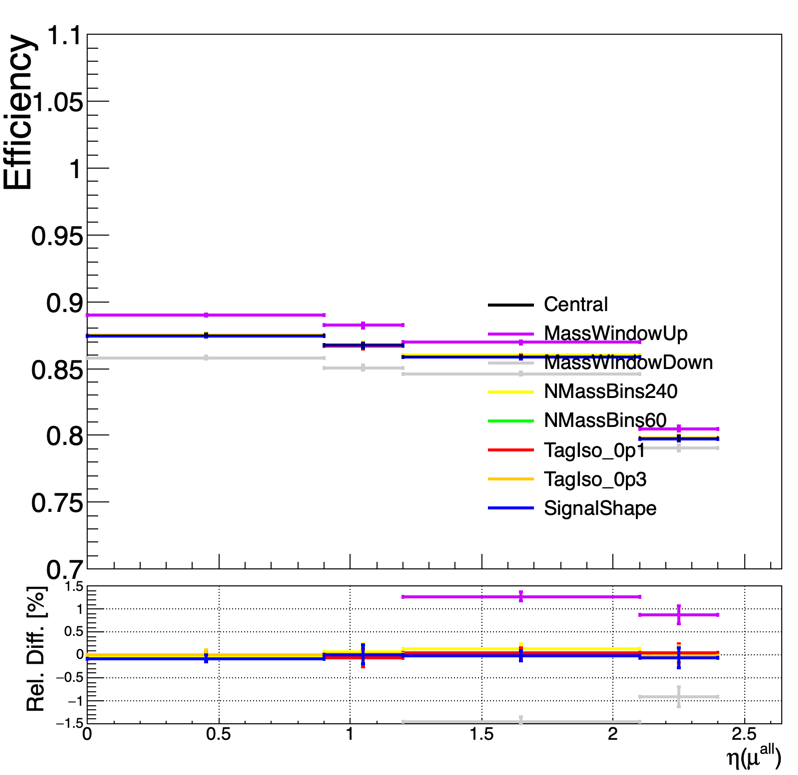 Efficiency
1.1
1.05
1
0.95
0.9
0.85
0.8
0.75
0.7
Central
MassWindowUp
MassWindowDown
NMassBins240
NMassBins60
TagIso_0p1
TagIso_0p3
SignalShape
Rel. Diff. [%]
1.5
1
0.5
0
−0.5
−1
−1.5
0 0.5 1 1.5 2 2.5
η(μ^all)